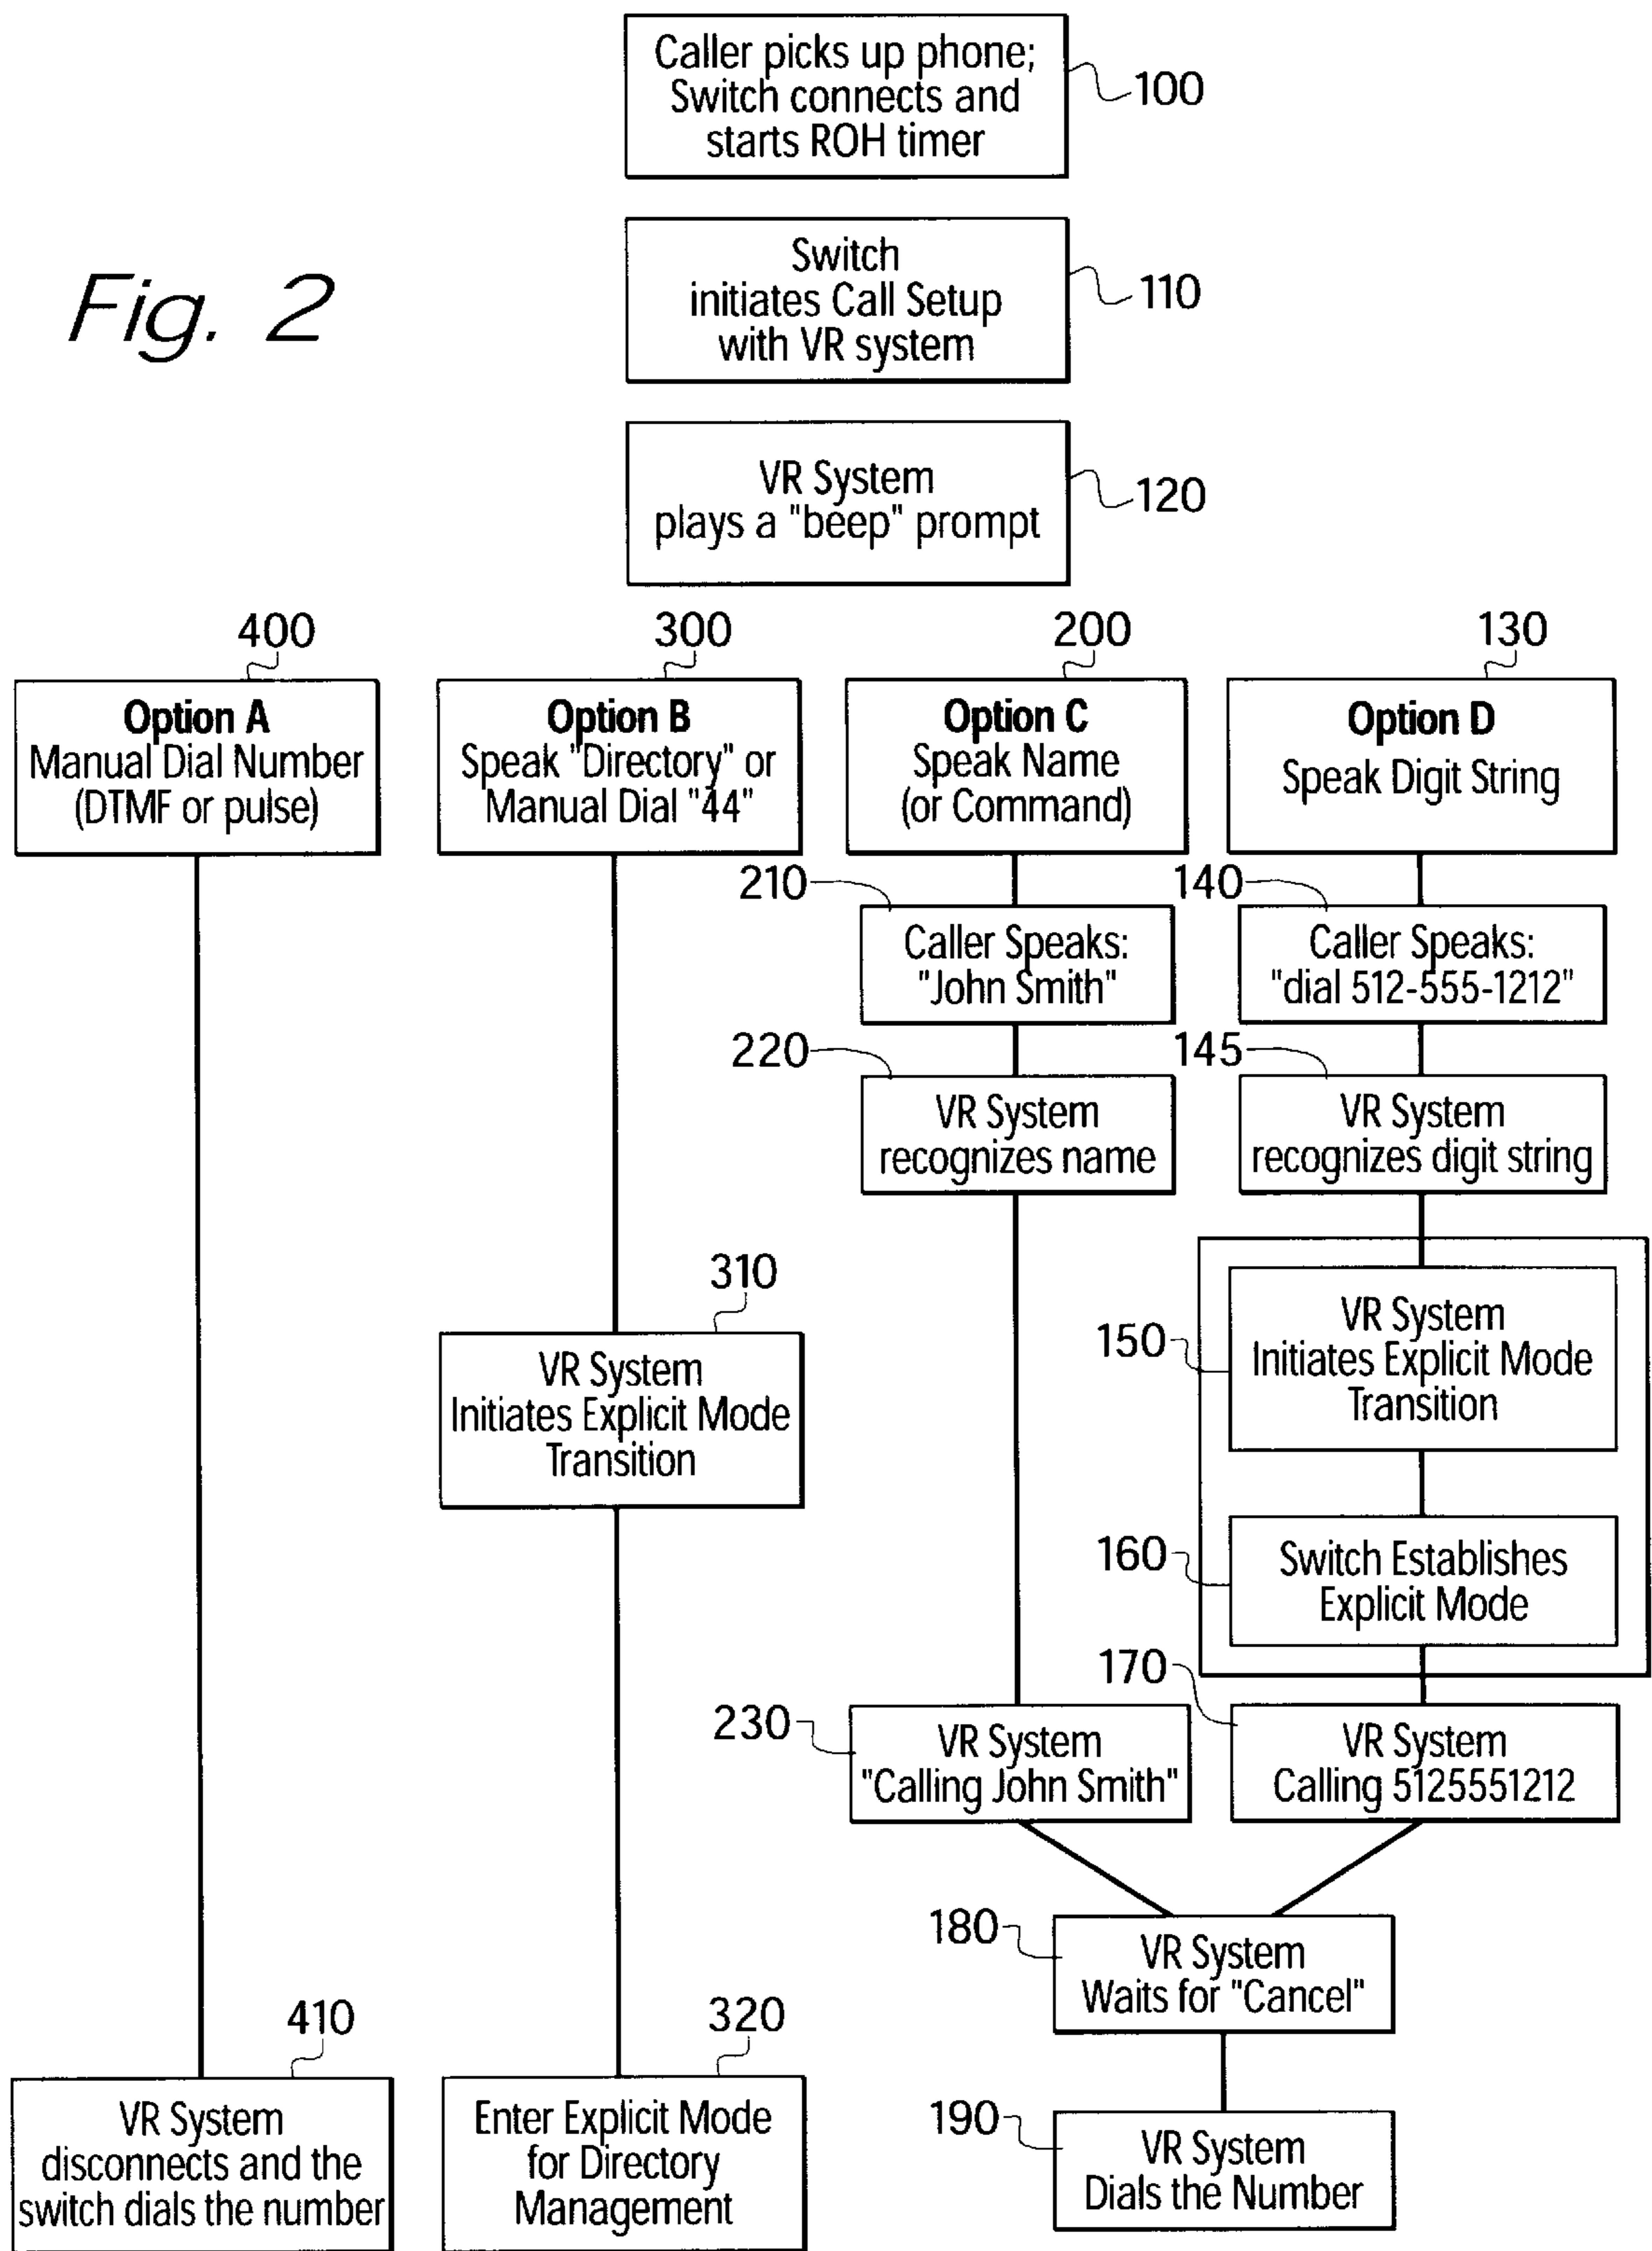 Fig. 2
Caller picks up phone;
Switch connects and
starts ROH timer
100
Switch
initiates Call Setup
with VR system
110
VR System
plays a "beep" prompt
120
400
Option A
Manual Dial Number
(DTMF or pulse)
300
Option B
Speak "Directory" or
Manual Dial "44"
200
Option C
Speak Name
(or Command)
130
Option D
Speak Digit String
210
Caller Speaks:
"John Smith"
140
Caller Speaks:
"dial 512-555-1212"
220
VR System
recognizes name
145
VR System
recognizes digit string
310
VR System
Initiates Explicit Mode
Transition
150
VR System
Initiates Explicit Mode
Transition
160
Switch Establishes
Explicit Mode
230
VR System
"Calling John Smith"
170
VR System
Calling 5125551212
180
VR System
Waits for "Cancel"
410
VR System
disconnects and the
switch dials the number
320
Enter Explicit Mode
for Directory
Management
190
VR System
Dials the Number